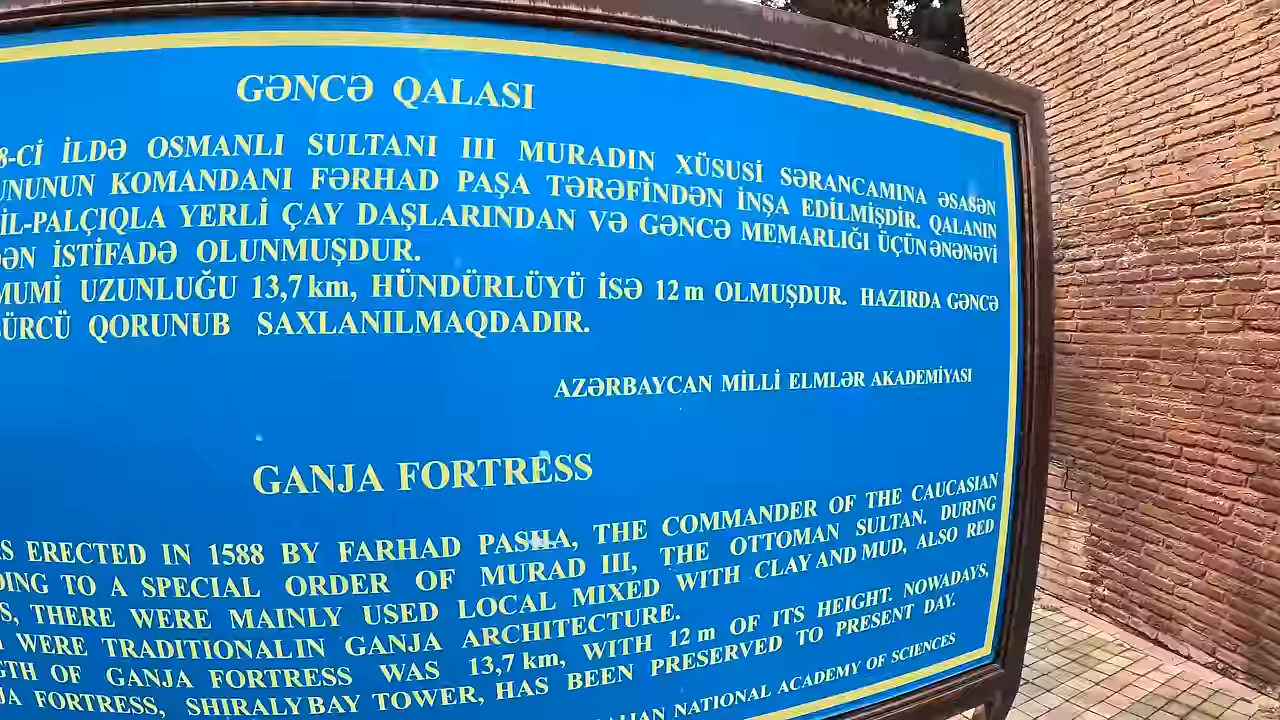 GƏNCƏ QALASI
8-Cİ İLDƏ OSMANLI SULTANI III MURADIN XÜSUSİ SƏRANCAMINA ƏSASƏN
UNUNUN KOMANDANI FƏRHAD PAŞA TƏRƏFİNDƏN İNŞA EDİLMİŞDİR. QALANIN
İL-PALÇIQLA YERLİ ÇAY DAŞLARINDAN VƏ GƏNCƏ MEMARLIĞI ÜÇÜN ƏNƏNƏVİ
ƏN İSTİFADƏ OLUNMUŞDUR.
MUMİ UZUNLUĞU 13,7 km, HÜNDÜRLÜYÜ İSƏ 12 m OLMUŞDUR. HAZIRDA GƏNCƏ
ÜRCÜ QORUNUB SAXLANILMAQDADIR.
AZƏRBAYCAN MİLLİ ELMLƏR AKADEMİYASI
GANJA FORTRESS
S ERECTED IN 1588 BY FARHAD PASHA, THE COMMANDER OF THE CAUCASIAN
DING TO A SPECIAL ORDER OF MURAD III, THE OTTOMAN SULTAN. DURING
S, THERE WERE MAINLY USED LOCAL MIXED WITH CLAY AND MUD, ALSO RED
WERE TRADITIONALIN GANJA ARCHITECTURE.
GTH OF GANJA FORTRESS WAS 13,7 km, WITH 12 m OF ITS HEIGHT. NOWADAYS,
JA FORTRESS, SHIRALYBAY TOWER, HAS BEEN PRESERVED TO PRESENT DAY.
NATIONAL ACADEMY OF SCIENCES